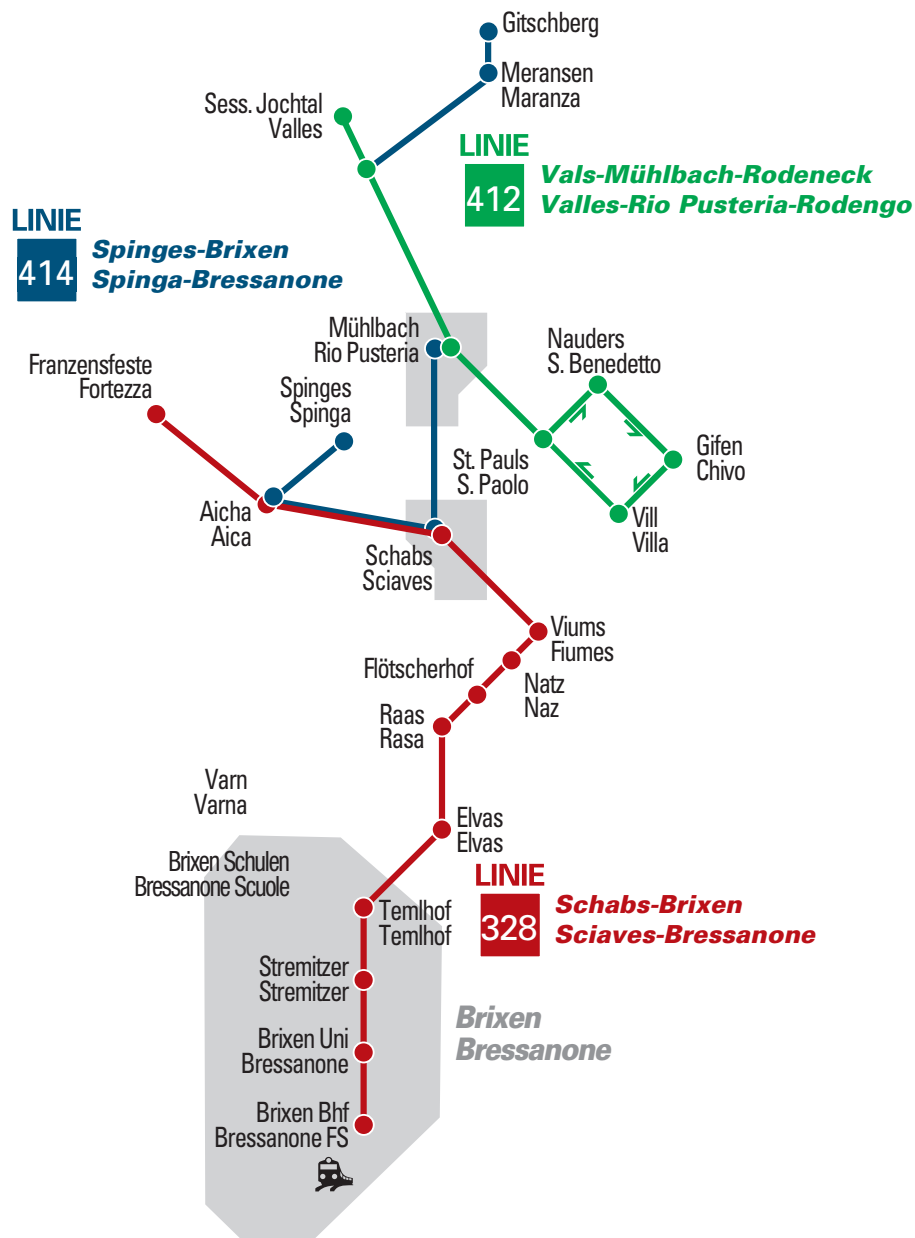 Gitschberg
Meransen
Maranza
Sess. Jochtal
Valles
LINIE
412
Vals-Mühlbach-Rodeneck
Valles-Rio Pusteria-Rodengo
LINIE
414
Spinges-Brixen
Spinga-Bressanone
Mühlbach
Rio Pusteria
Nauders
S. Benedetto
Franzensfeste
Fortezza
Spinges
Spinga
Gifen
Chivo
St. Pauls
S. Paolo
Aicha
Aica
Vill
Villa
Schabs
Sciaves
Viums
Fiumes
Flötscherhof
Natz
Naz
Raas
Rasa
Varn
Varna
Elvas
Elvas
Brixen Schulen
Bressanone Scuole
LINIE
328
Schabs-Brixen
Sciaves-Bressanone
Temlhof
Temlhof
Stremitzer
Stremitzer
Brixen
Bressanone
Brixen Uni
Bressanone
Brixen Bhf
Bressanone FS